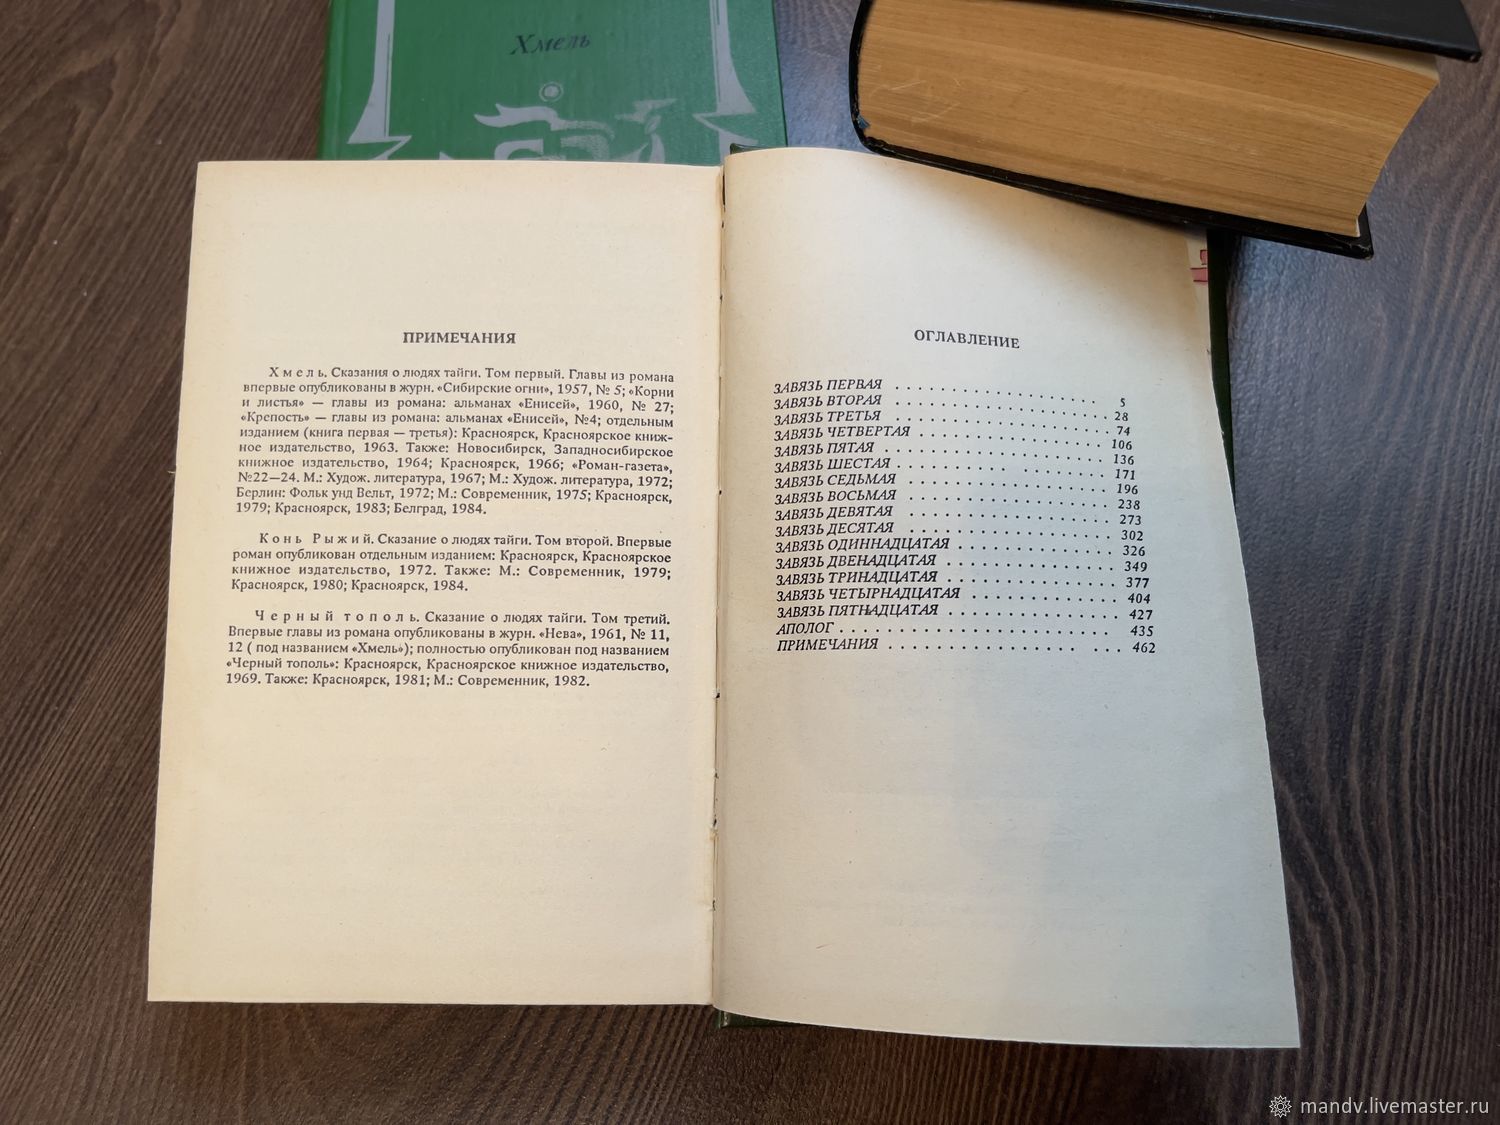 Хмель
ПРИМЕЧАНИЯ
Хмель. Сказания о людях тайги. Том первый. Главы из романа
впервые опубликованы в журн. «Сибирские огни», 1957, № 5; «Корни
и листья» — главы из романа: альманах «Енисей», 1960, № 27;
«Крепость» — главы из романа: альманах «Енисей», №4; отдельным
изданием (книга первая — третья): Красноярск, Красноярское книж-
ное издательство, 1963. Также: Новосибирск, Западносибирское
книжное издательство, 1964; Красноярск, 1966; «Роман-газета»,
№22—24. М.: Худож. литература, 1967; М.: Худож. литература, 1972;
Берлин: Фольк унд Вельт, 1972; М.: Современник, 1975; Красноярск,
1979; Красноярск, 1983; Белград, 1984.
Конь Рыжий. Сказание о людях тайги. Том второй. Впервые
роман опубликован отдельным изданием: Красноярск, Красноярское
книжное издательство, 1972. Также: М.: Современник, 1979;
Красноярск, 1980; Красноярск, 1984.
Черный тополь. Сказание о людях тайги. Том третий.
Впервые главы из романа опубликованы в журн. «Нева», 1961, № 11,
12 ( под названием «Хмель»); полностью опубликован под названием
«Черный тополь»: Красноярск, Красноярское книжное издательство,
1969. Также: Красноярск, 1981; М.: Современник, 1982.
ОГЛАВЛЕНИЕ
ЗАВЯЗЬ ПЕРВАЯ . . . . . . . . . . . . . . . . 5
ЗАВЯЗЬ ВТОРАЯ . . . . . . . . . . . . . . . . 28
ЗАВЯЗЬ ТРЕТЬЯ . . . . . . . . . . . . . . . . 74
ЗАВЯЗЬ ЧЕТВЕРТАЯ . . . . . . . . . . . . . . 106
ЗАВЯЗЬ ПЯТАЯ . . . . . . . . . . . . . . . . 136
ЗАВЯЗЬ ШЕСТАЯ . . . . . . . . . . . . . . . 171
ЗАВЯЗЬ СЕДЬМАЯ . . . . . . . . . . . . . . . 196
ЗАВЯЗЬ ВОСЬМАЯ . . . . . . . . . . . . . . . 238
ЗАВЯЗЬ ДЕВЯТАЯ . . . . . . . . . . . . . . . 273
ЗАВЯЗЬ ДЕСЯТАЯ . . . . . . . . . . . . . . . 302
ЗАВЯЗЬ ОДИННАДЦАТАЯ . . . . . . . . . . . . 326
ЗАВЯЗЬ ДВЕНАДЦАТАЯ . . . . . . . . . . . . 349
ЗАВЯЗЬ ТРИНАДЦАТАЯ . . . . . . . . . . . . 377
ЗАВЯЗЬ ЧЕТЫРНАДЦАТАЯ . . . . . . . . . . . 404
ЗАВЯЗЬ ПЯТНАДЦАТАЯ . . . . . . . . . . . . 427
АПОЛОГ . . . . . . . . . . . . . . . . . . . 435
ПРИМЕЧАНИЯ . . . . . . . . . . . . . . . . 462
mandv.livemaster.ru